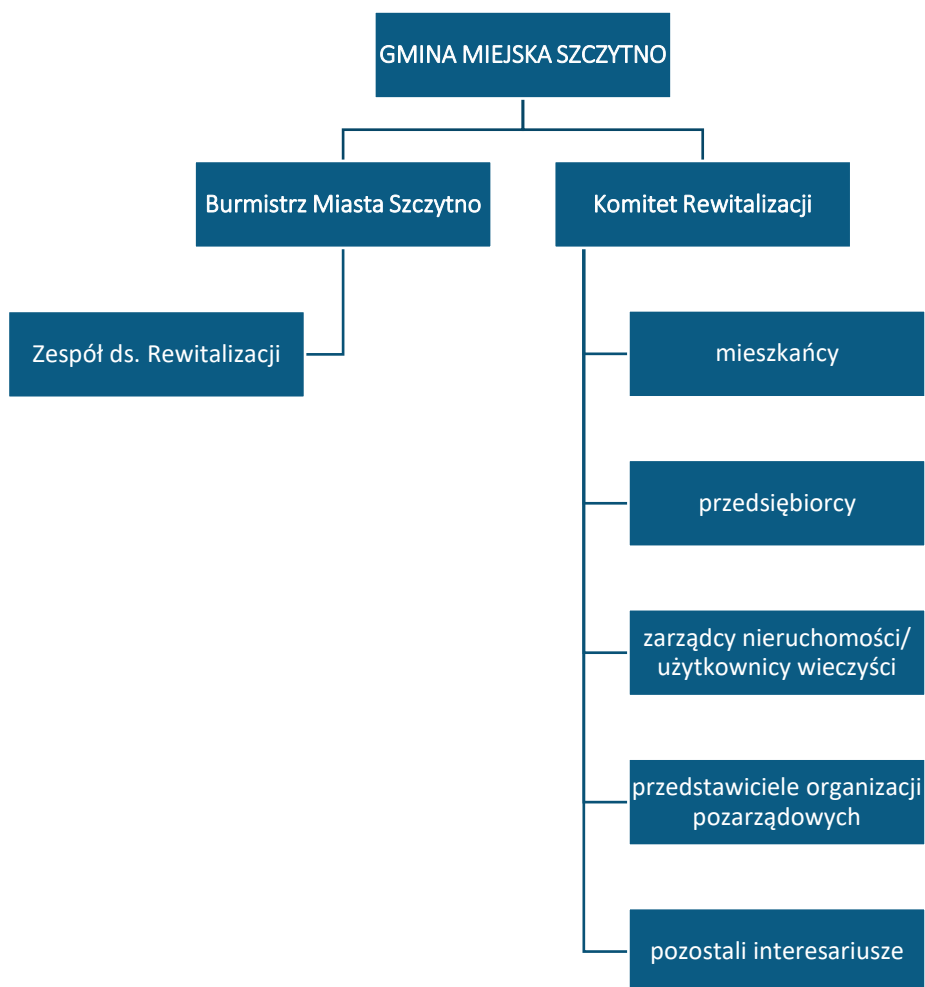 GMINA MIEJSKA SZCZYTNO
Burmistrz Miasta Szczytno
Komitet Rewitalizacji
Zespół ds. Rewitalizacji
mieszkańcy
przedsiębiorcy
zarządcy nieruchomości/
użytkownicy wieczyści
przedstawiciele organizacji
pozarządowych
pozostali interesariusze